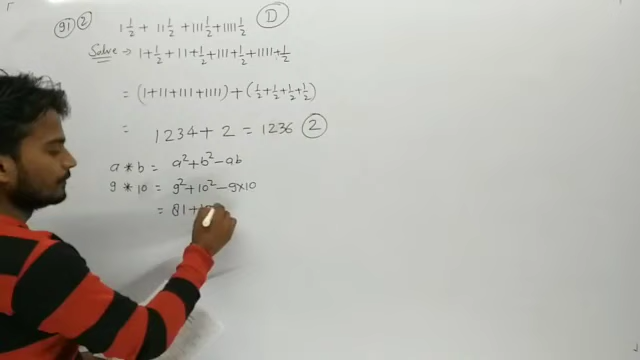 91 2 1 1/2 + 11 1/2 + 111 1/2 + 1111 1/2 D
Solve → 1+1/2+11+1/2+111+1/2+1111+1/2
= (1+11+111+1111)+(1/2+1/2+1/2+1/2)
= 1234+2 = 1236 2
a * b = a²+b²-ab
9 * 10 = 9²+10²-9×10
= 81+